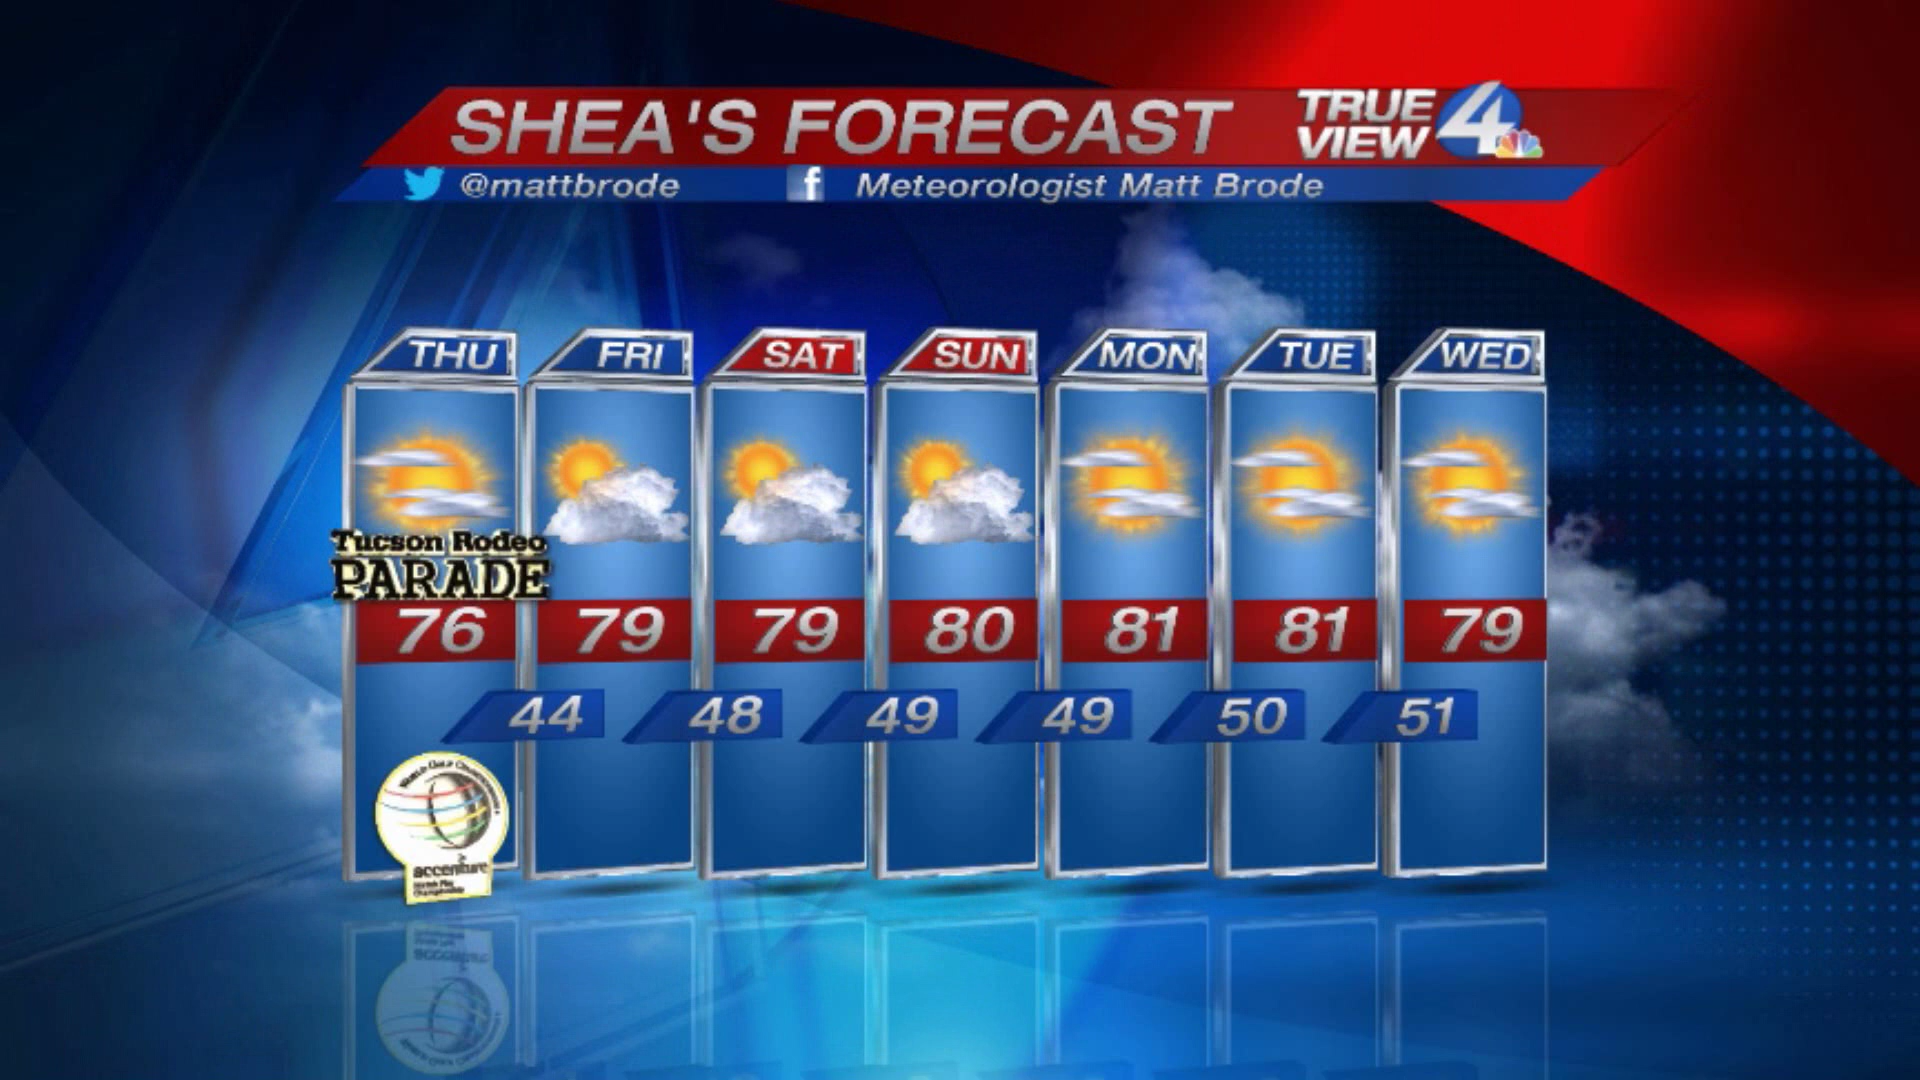 SHEA'S FORECAST
TRUE VIEW 4
@mattbrode
Meteorologist Matt Brode
THU FRI SAT SUN MON TUE WED
Tucson Rodeo
PARADE
76 79 79 80 81 81 79
44 48 49 49 50 51
accenture